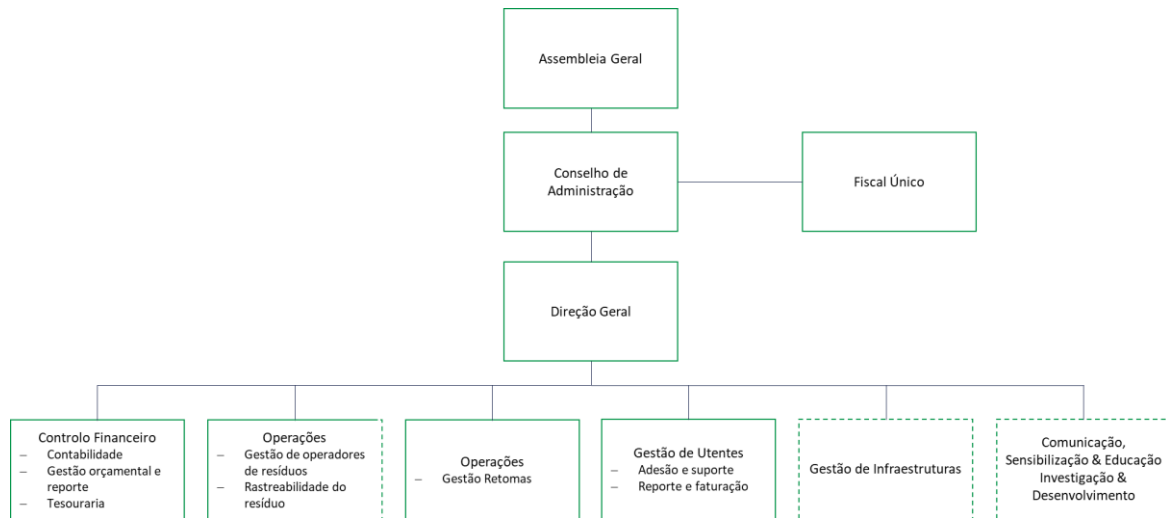 Assembleia Geral
Conselho de
Administração
Fiscal Único
Direção Geral
Controlo Financeiro
– Contabilidade
– Gestão orçamental e
reporte
– Tesouraria
Operações
– Gestão de operadores
de resíduos
– Rastreabilidade do
resíduo
Operações
– Gestão Retomas
Gestão de Utentes
– Adesão e suporte
– Reporte e faturação
Gestão de Infraestruturas
Comunicação,
Sensibilização & Educação
Investigação &
Desenvolvimento